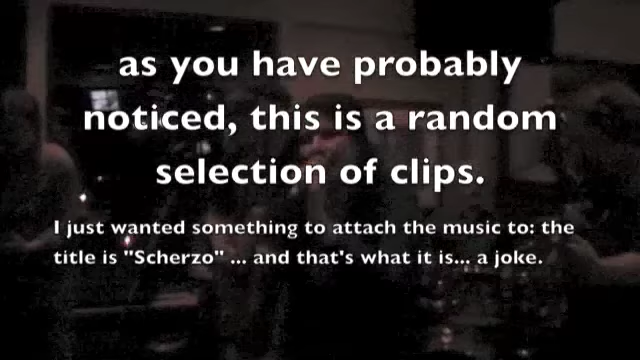 as you have probably
noticed, this is a random
selection of clips.
I just wanted something to attach the music to: the
title is "Scherzo" ... and that's what it is... a joke.